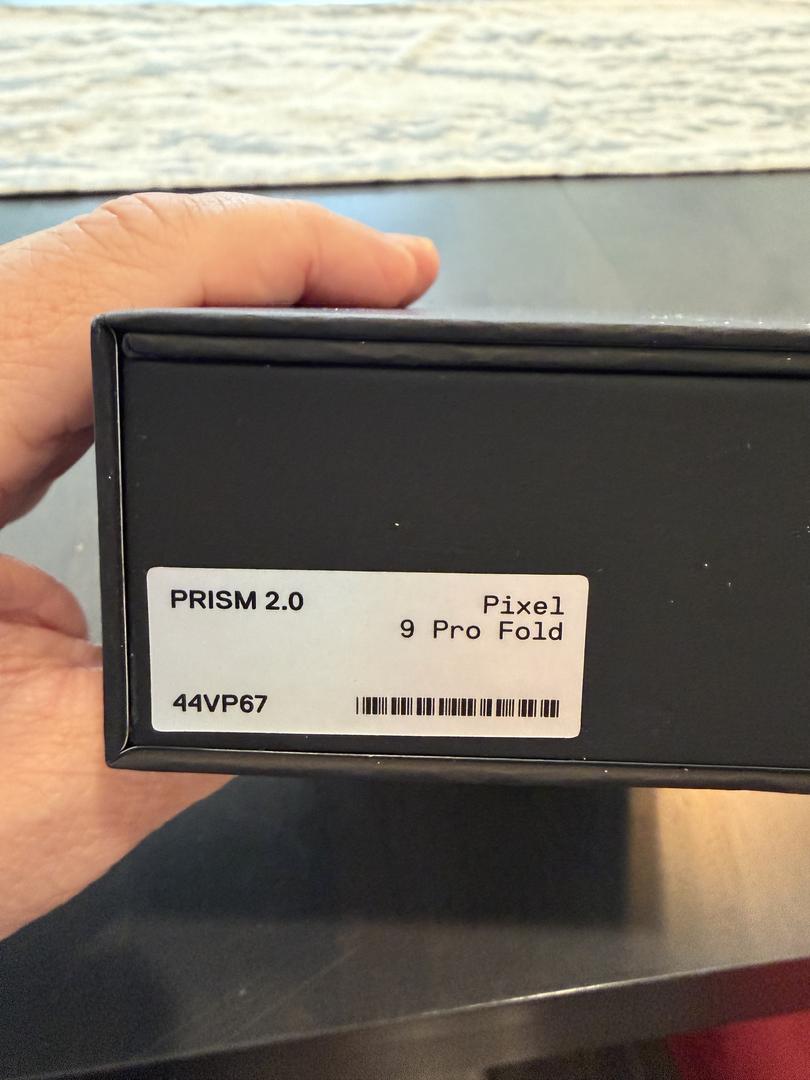 PRISM 2.0
Pixel
9 Pro Fold
44VP67